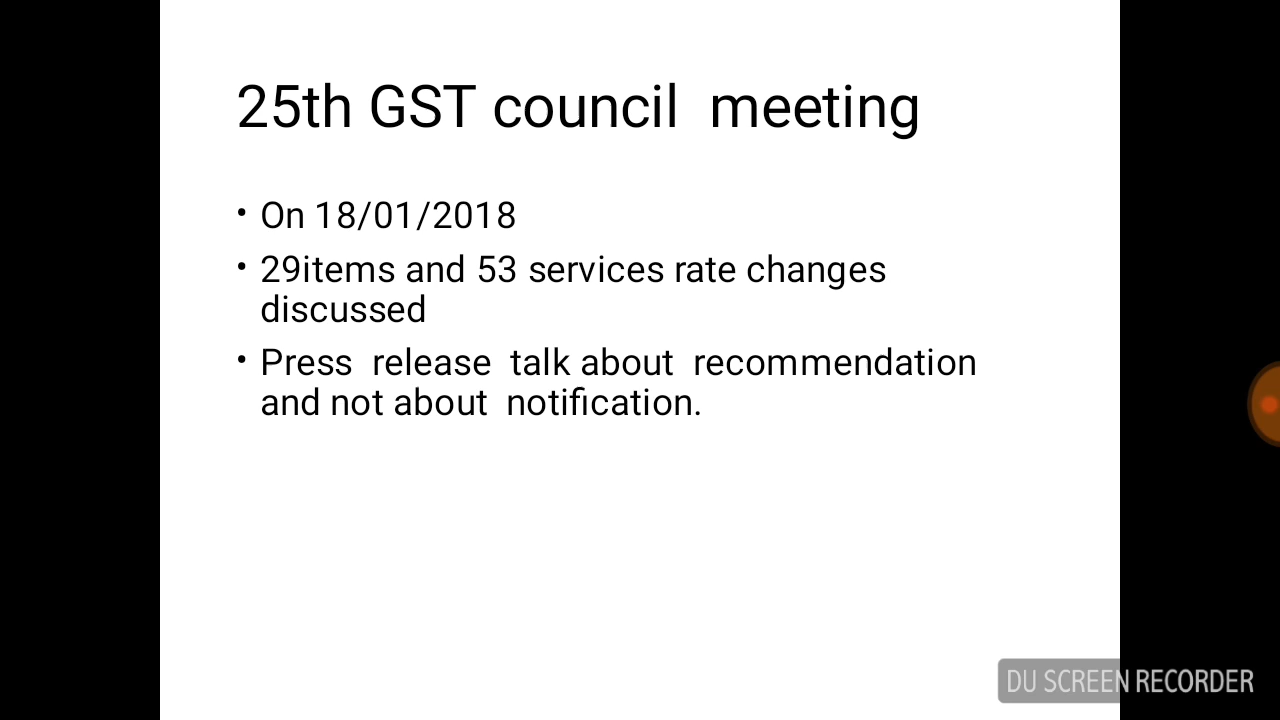 25th GST council  meeting
• On 18/01/2018
• 29items and 53 services rate changes
discussed
• Press  release  talk about  recommendation
and not about  notification.
DU SCREEN RECORDER